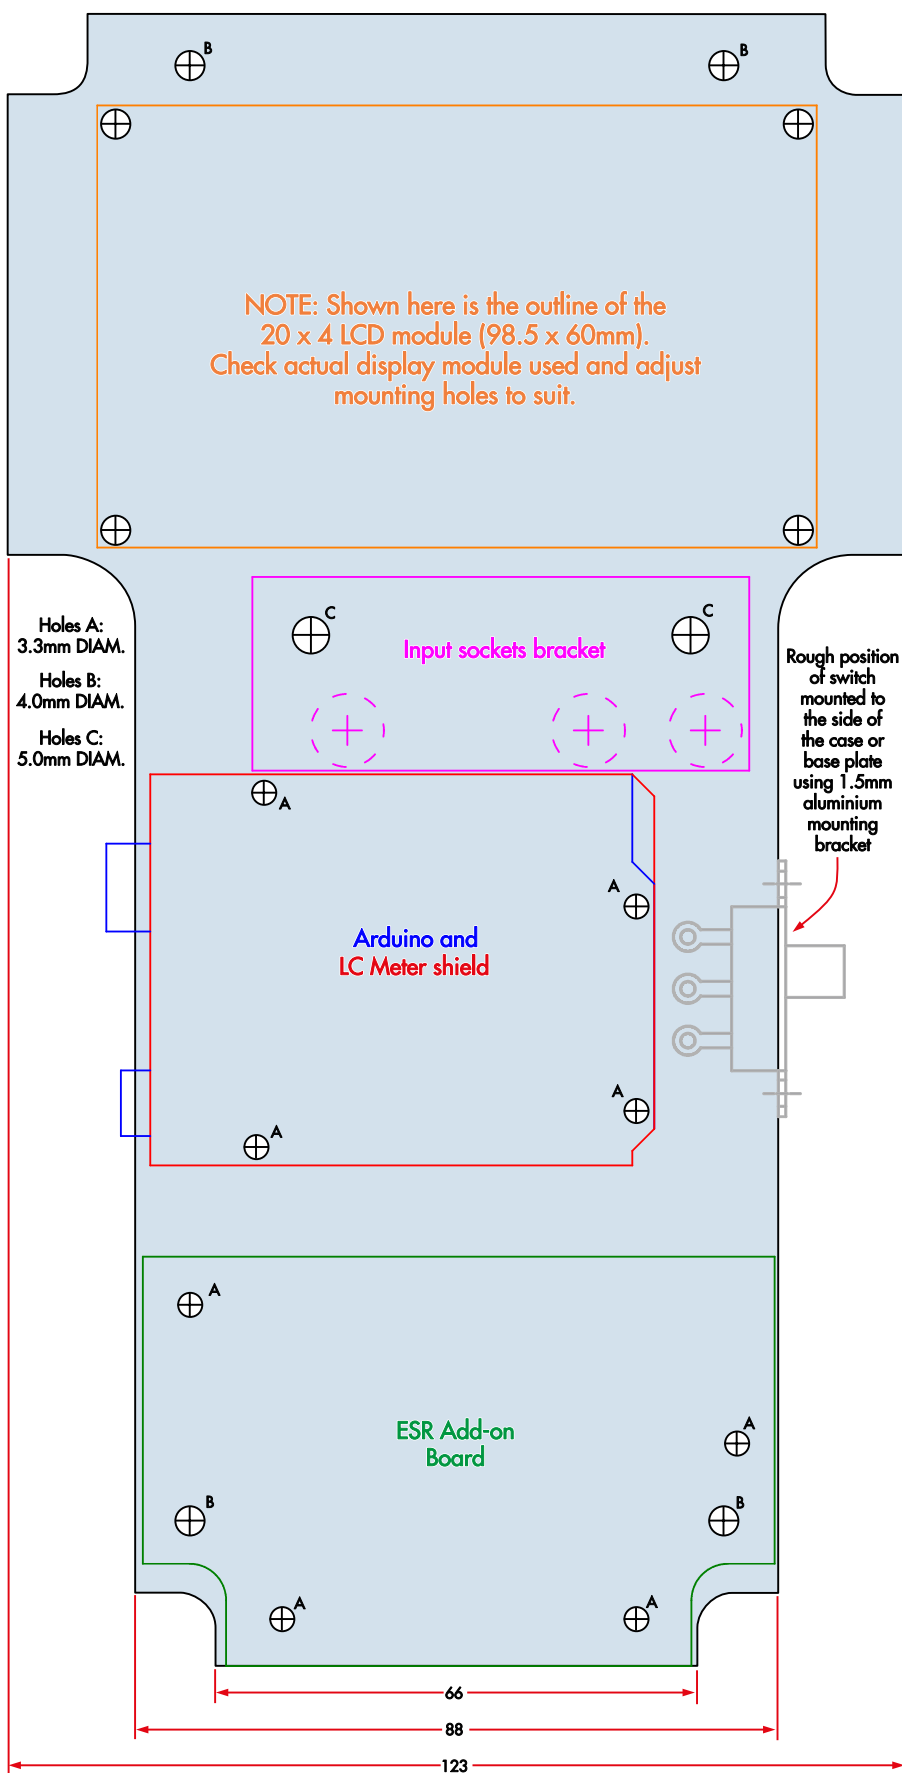 B
B
NOTE: Shown here is the outline of the
20 x 4 LCD module (98.5 x 60mm).
Check actual display module used and adjust
mounting holes to suit.
C
C
Input sockets bracket
Holes A:
3.3mm DIAM.
Holes B:
4.0mm DIAM.
Holes C:
5.0mm DIAM.
Rough position
of switch
mounted to
the side of
the case or
base plate
using 1.5mm
aluminium
mounting
bracket
A
A
Arduino and
LC Meter shield
A
A
A
ESR Add-on
Board
A
B
B
A
A
66
88
123